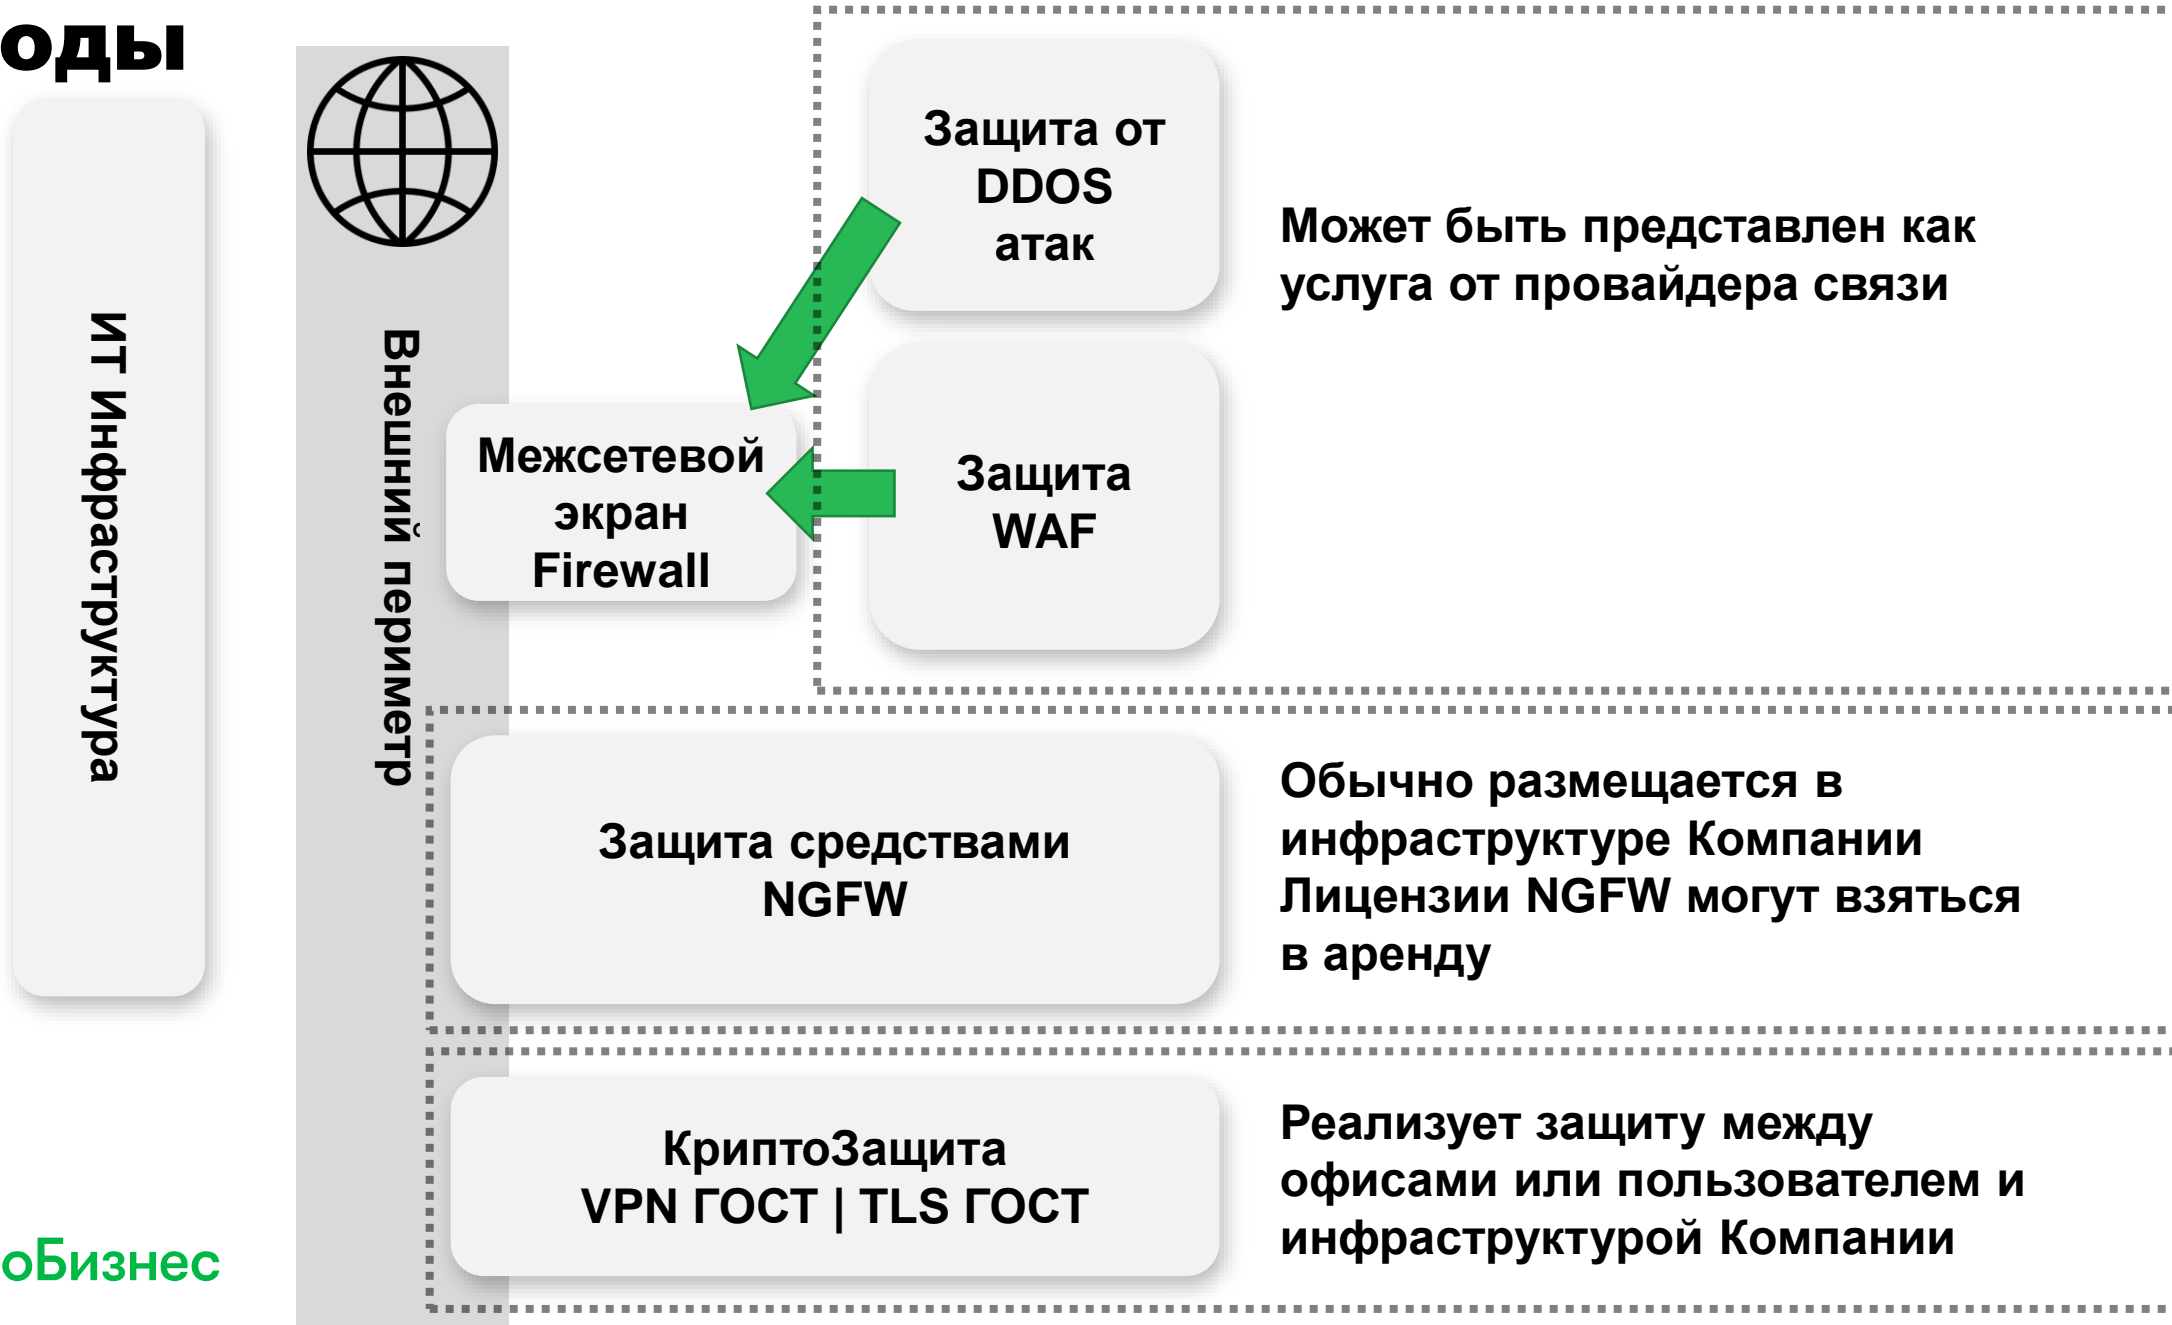 оды
ИТ Инфраструктура
Внешний периметр
Защита от
DDOS
атак
Может быть представлен как
услуга от провайдера связи
Межсетевой
экран
Firewall
Защита
WAF
Защита средствами
NGFW
Обычно размещается в
инфраструктуре Компании
Лицензии NGFW могут взяться
в аренду
КриптоЗащита
VPN ГОСТ | TLS ГОСТ
Реализует защиту между
офисами или пользователем и
инфраструктурой Компании
оБизнес